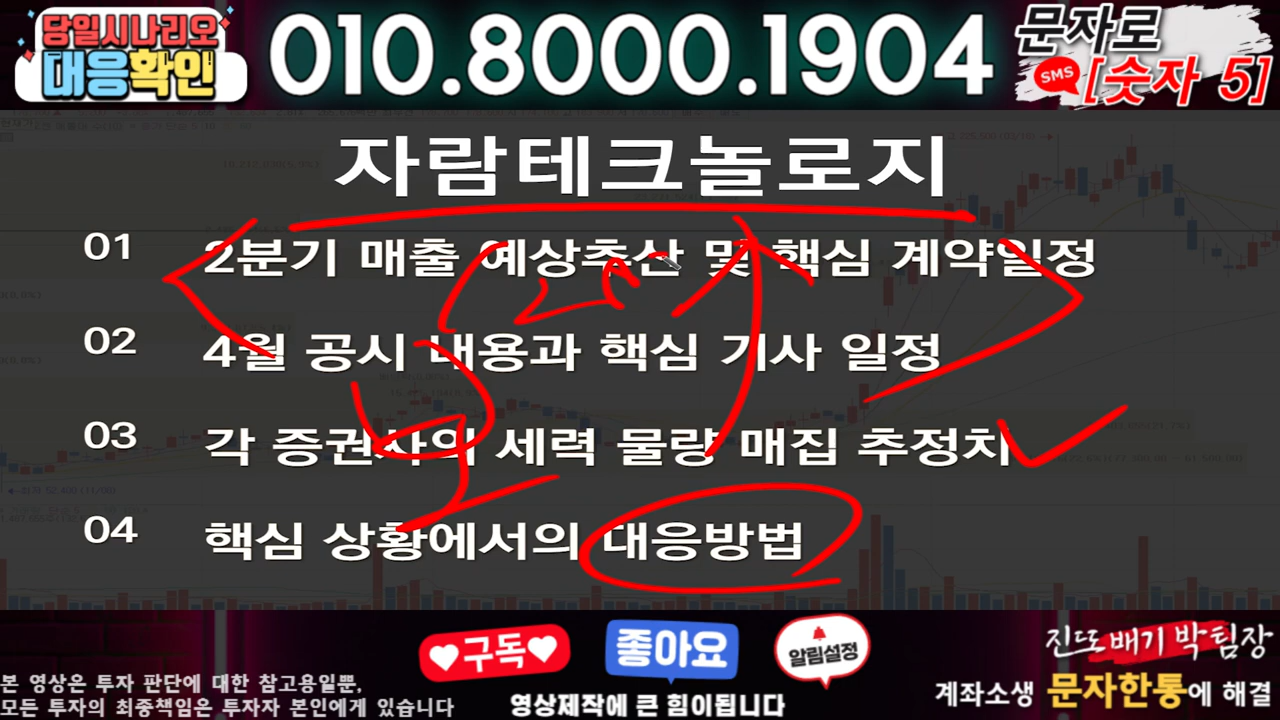 당일시나리오
대응확인
010.8000.1904
문자로
SMS [숫자 5]
자람테크놀로지
01 2분기 매출 예상추산 및 핵심 계약일정
02 4월 공시 내용과 핵심 기사 일정
03 각 증권사의 세력 물량 매집 추정치
04 핵심 상황에서의 대응방법
구독
좋아요
알림설정
영상제작에 큰 힘이됩니다
본 영상은 투자 판단에 대한 참고용일뿐,
모든 투자의 최종책임은 투자자 본인에게 있습니다
진또배기 박팀장
계좌소생 문자한통에 해결